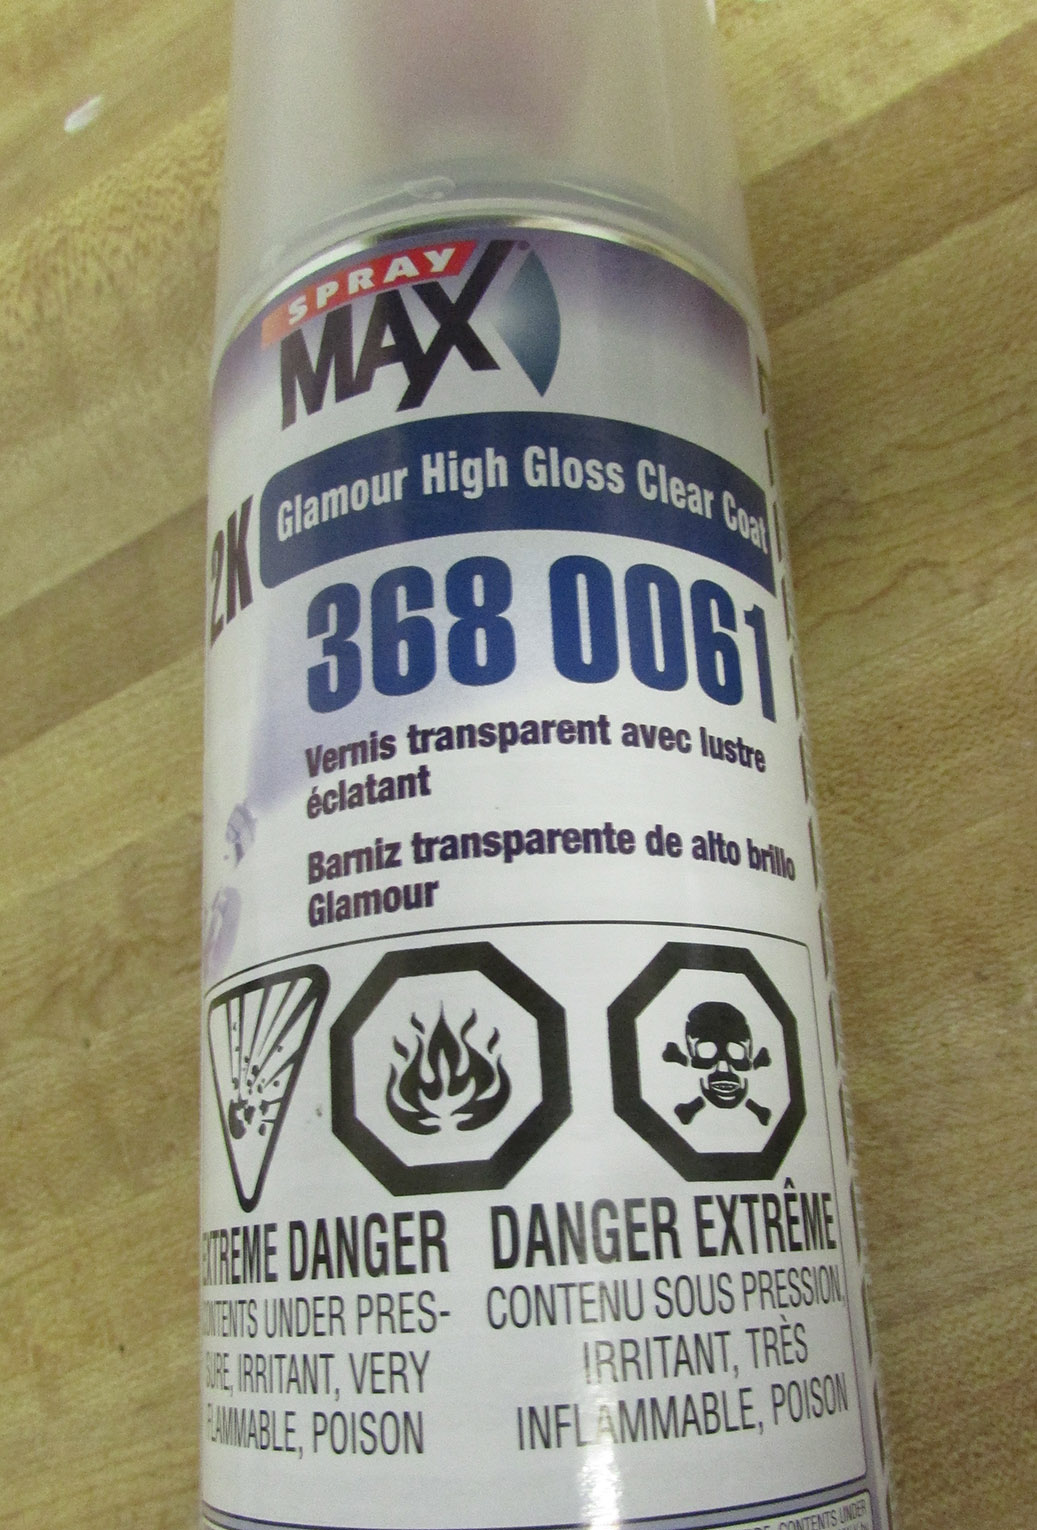 SPRAY
MAX
2K
Glamour High Gloss Clear Coat
368 0061
Vernis transparent avec lustre
éclatant
Barniz transparente de alto brillo
Glamour
EXTREME DANGER
CONTENTS UNDER PRES-
SURE, IRRITANT, VERY
FLAMMABLE, POISON
DANGER EXTRÊME
CONTENU SOUS PRESSION,
IRRITANT, TRÈS
INFLAMMABLE, POISON
CONTENTS UNDER